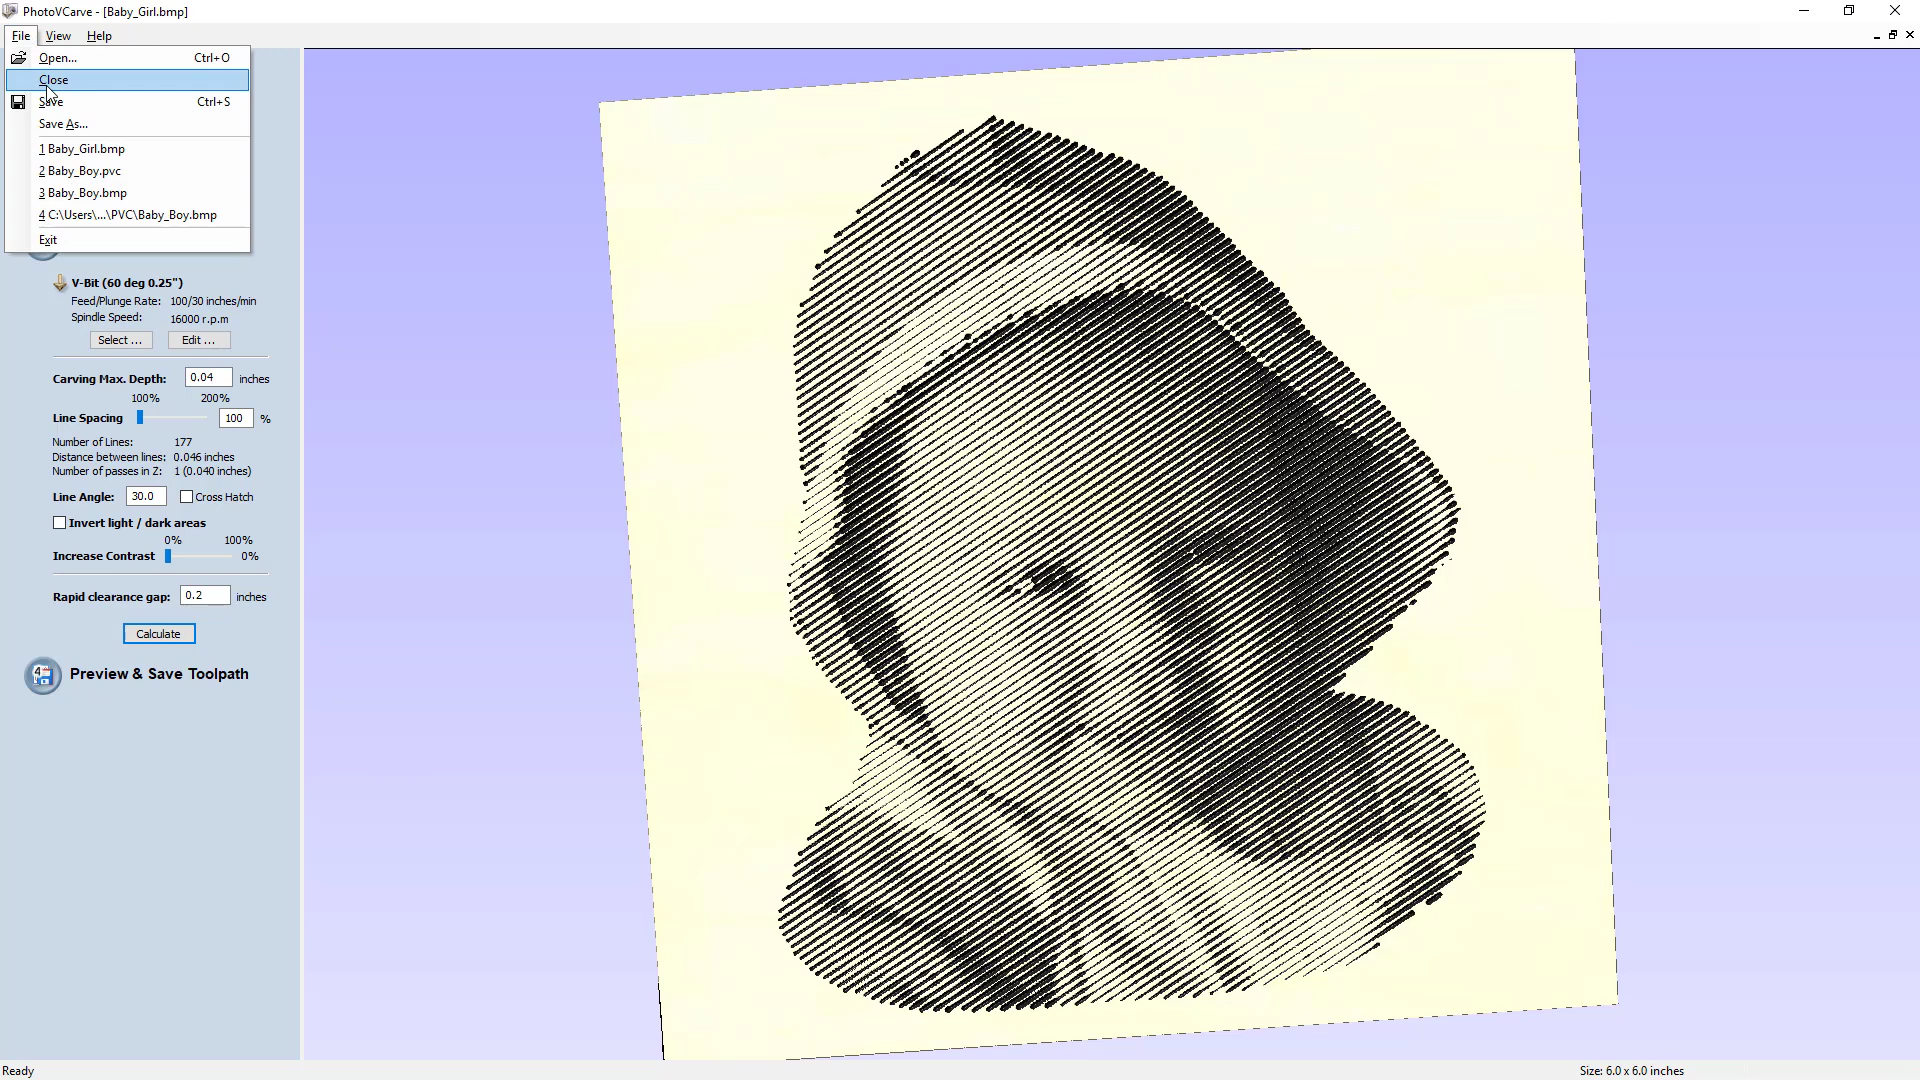 PhotoVCarve - [Baby_Girl.bmp]
File View Help
Open... Ctrl+O
Close
Save Ctrl+S
Save As...
1 Baby_Girl.bmp
2 Baby_Boy.pvc
3 Baby_Boy.bmp
4 C:\Users\...\PVC\Baby_Boy.bmp
Exit
V-Bit (60 deg 0.25")
Feed/Plunge Rate: 100/30 inches/min
Spindle Speed: 16000 r.p.m
Select ... Edit ...
Carving Max. Depth: 0.04 inches
100% 200%
Line Spacing 100 %
Number of Lines: 177
Distance between lines: 0.046 inches
Number of passes in Z: 1 (0.040 inches)
Line Angle: 30.0 Cross Hatch
Invert light / dark areas
0% 100%
Increase Contrast 0%
Rapid clearance gap: 0.2 inches
Calculate
4 Preview & Save Toolpath
Ready Size: 6.0 x 6.0 inches